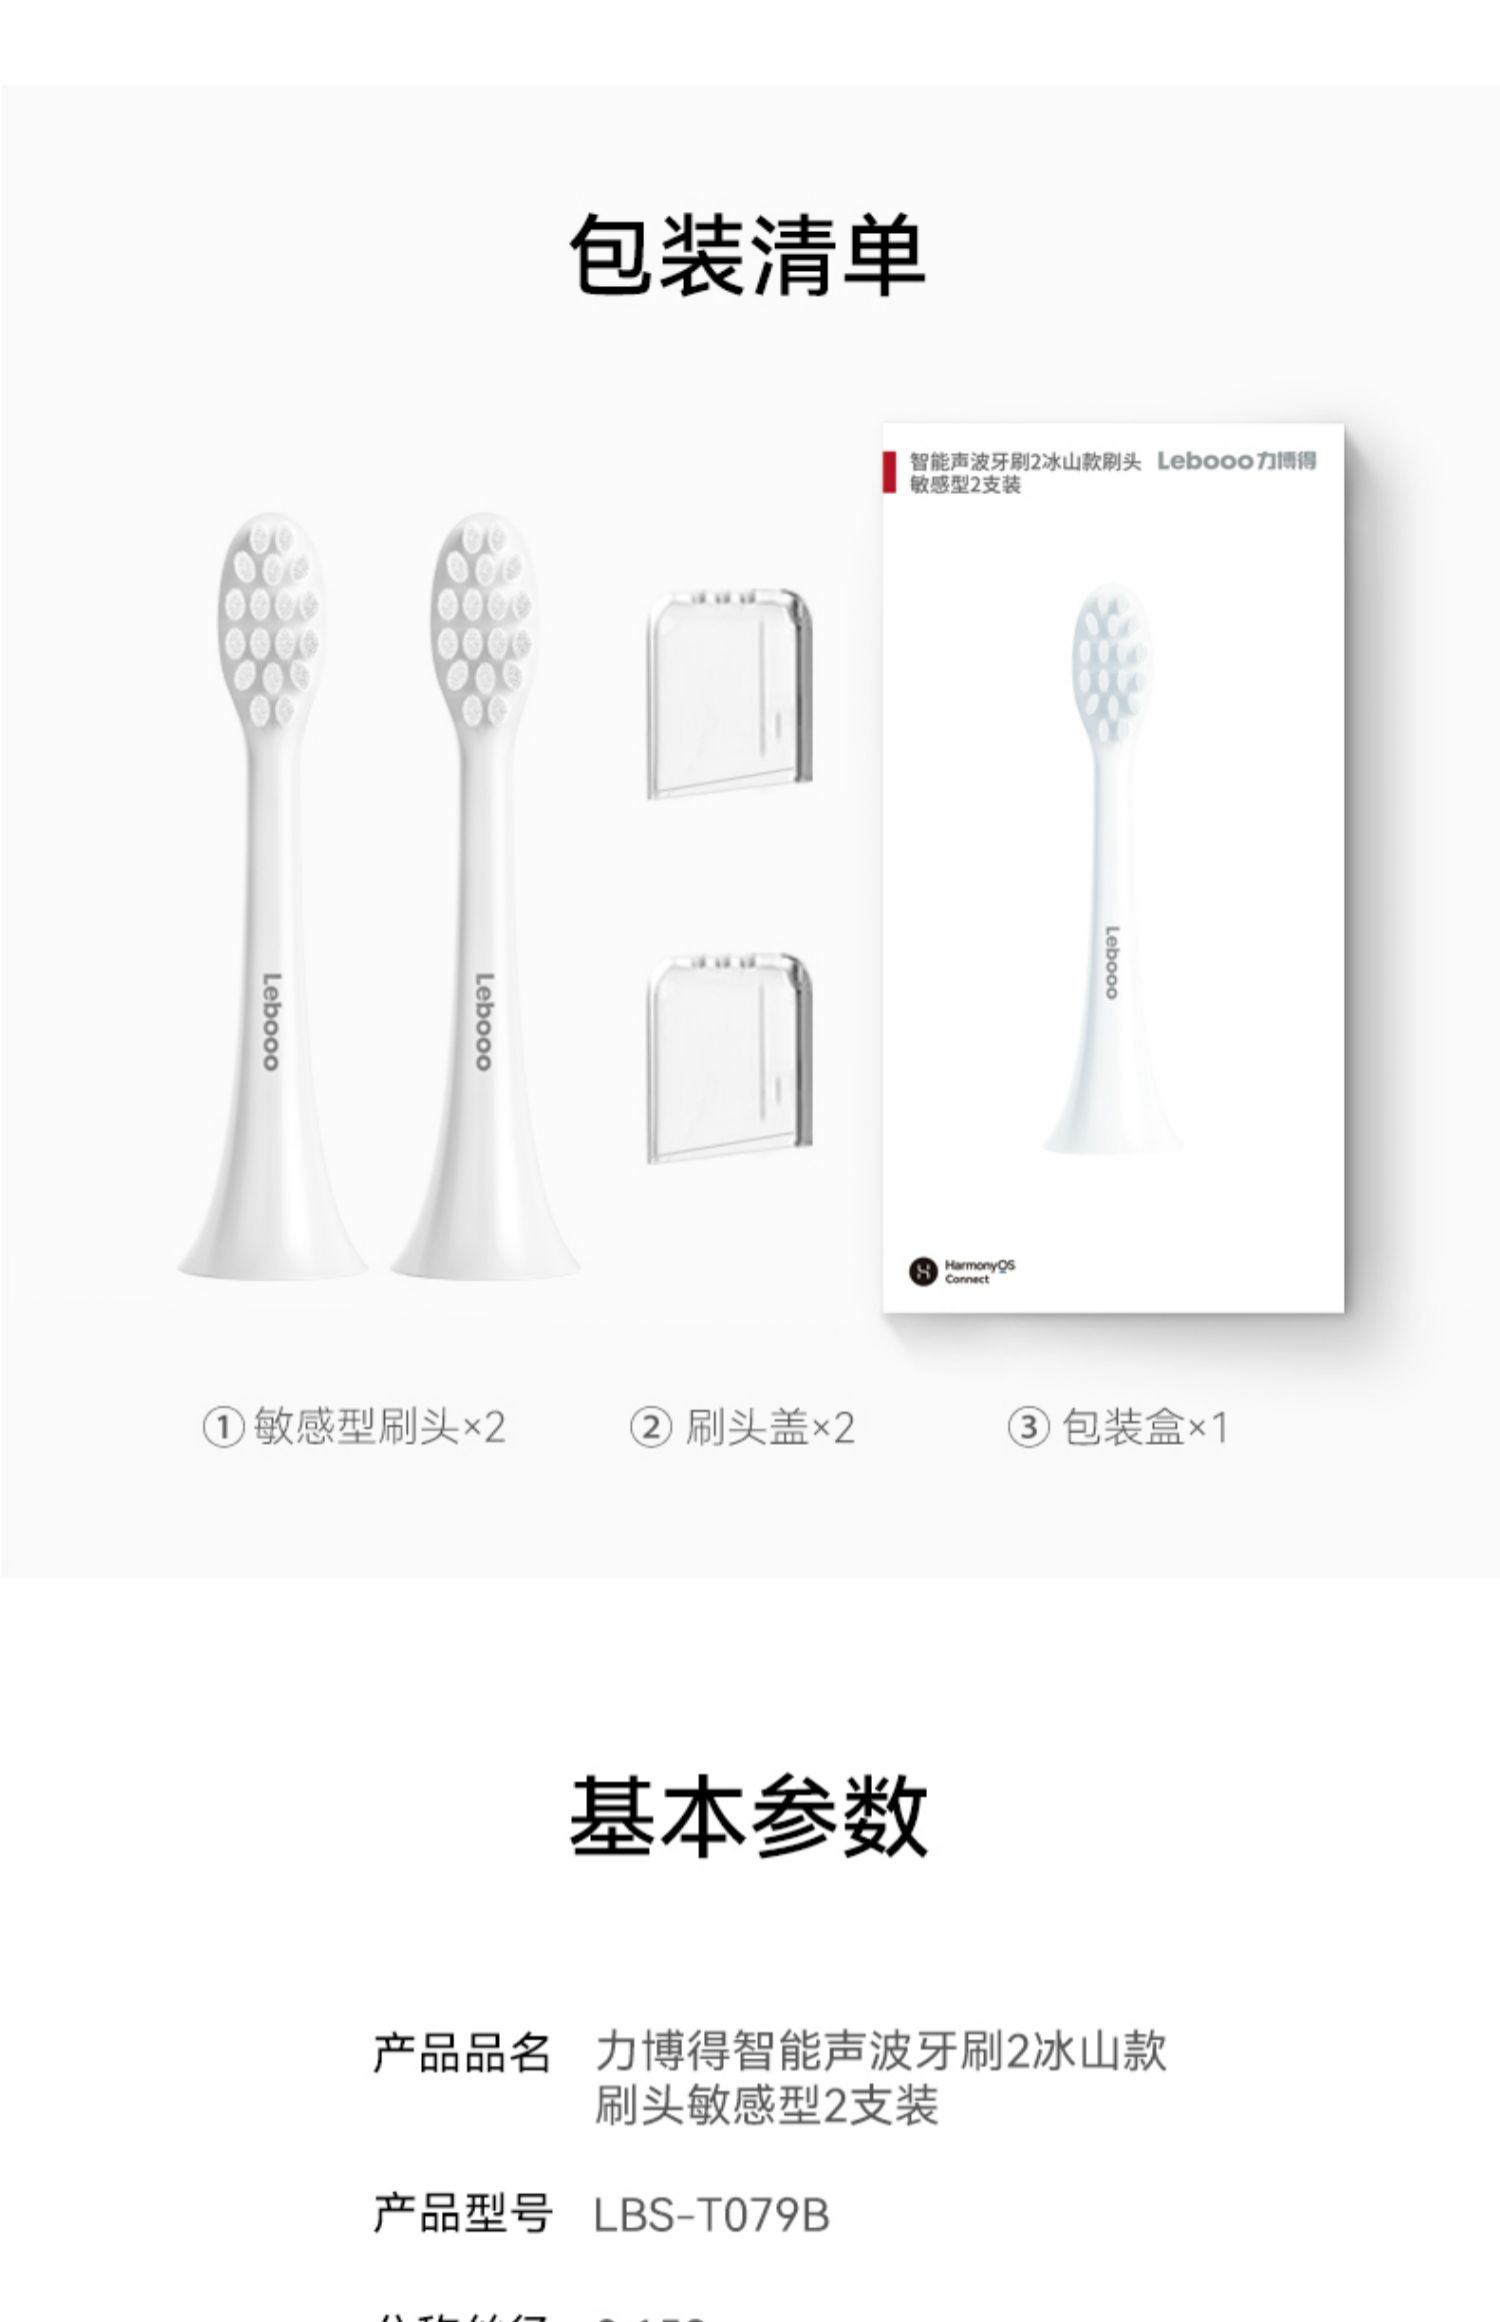 包装清单
智能声波牙刷2冰山款刷头 Lebooo力博得
敏感型2支装
Lebooo
Lebooo
Lebooo
HarmonyOS
Connect
① 敏感型刷头×2
② 刷头盖×2
③ 包装盒×1
基本参数
产品品名 力博得智能声波牙刷2冰山款
刷头敏感型2支装
产品型号 LBS-T079B